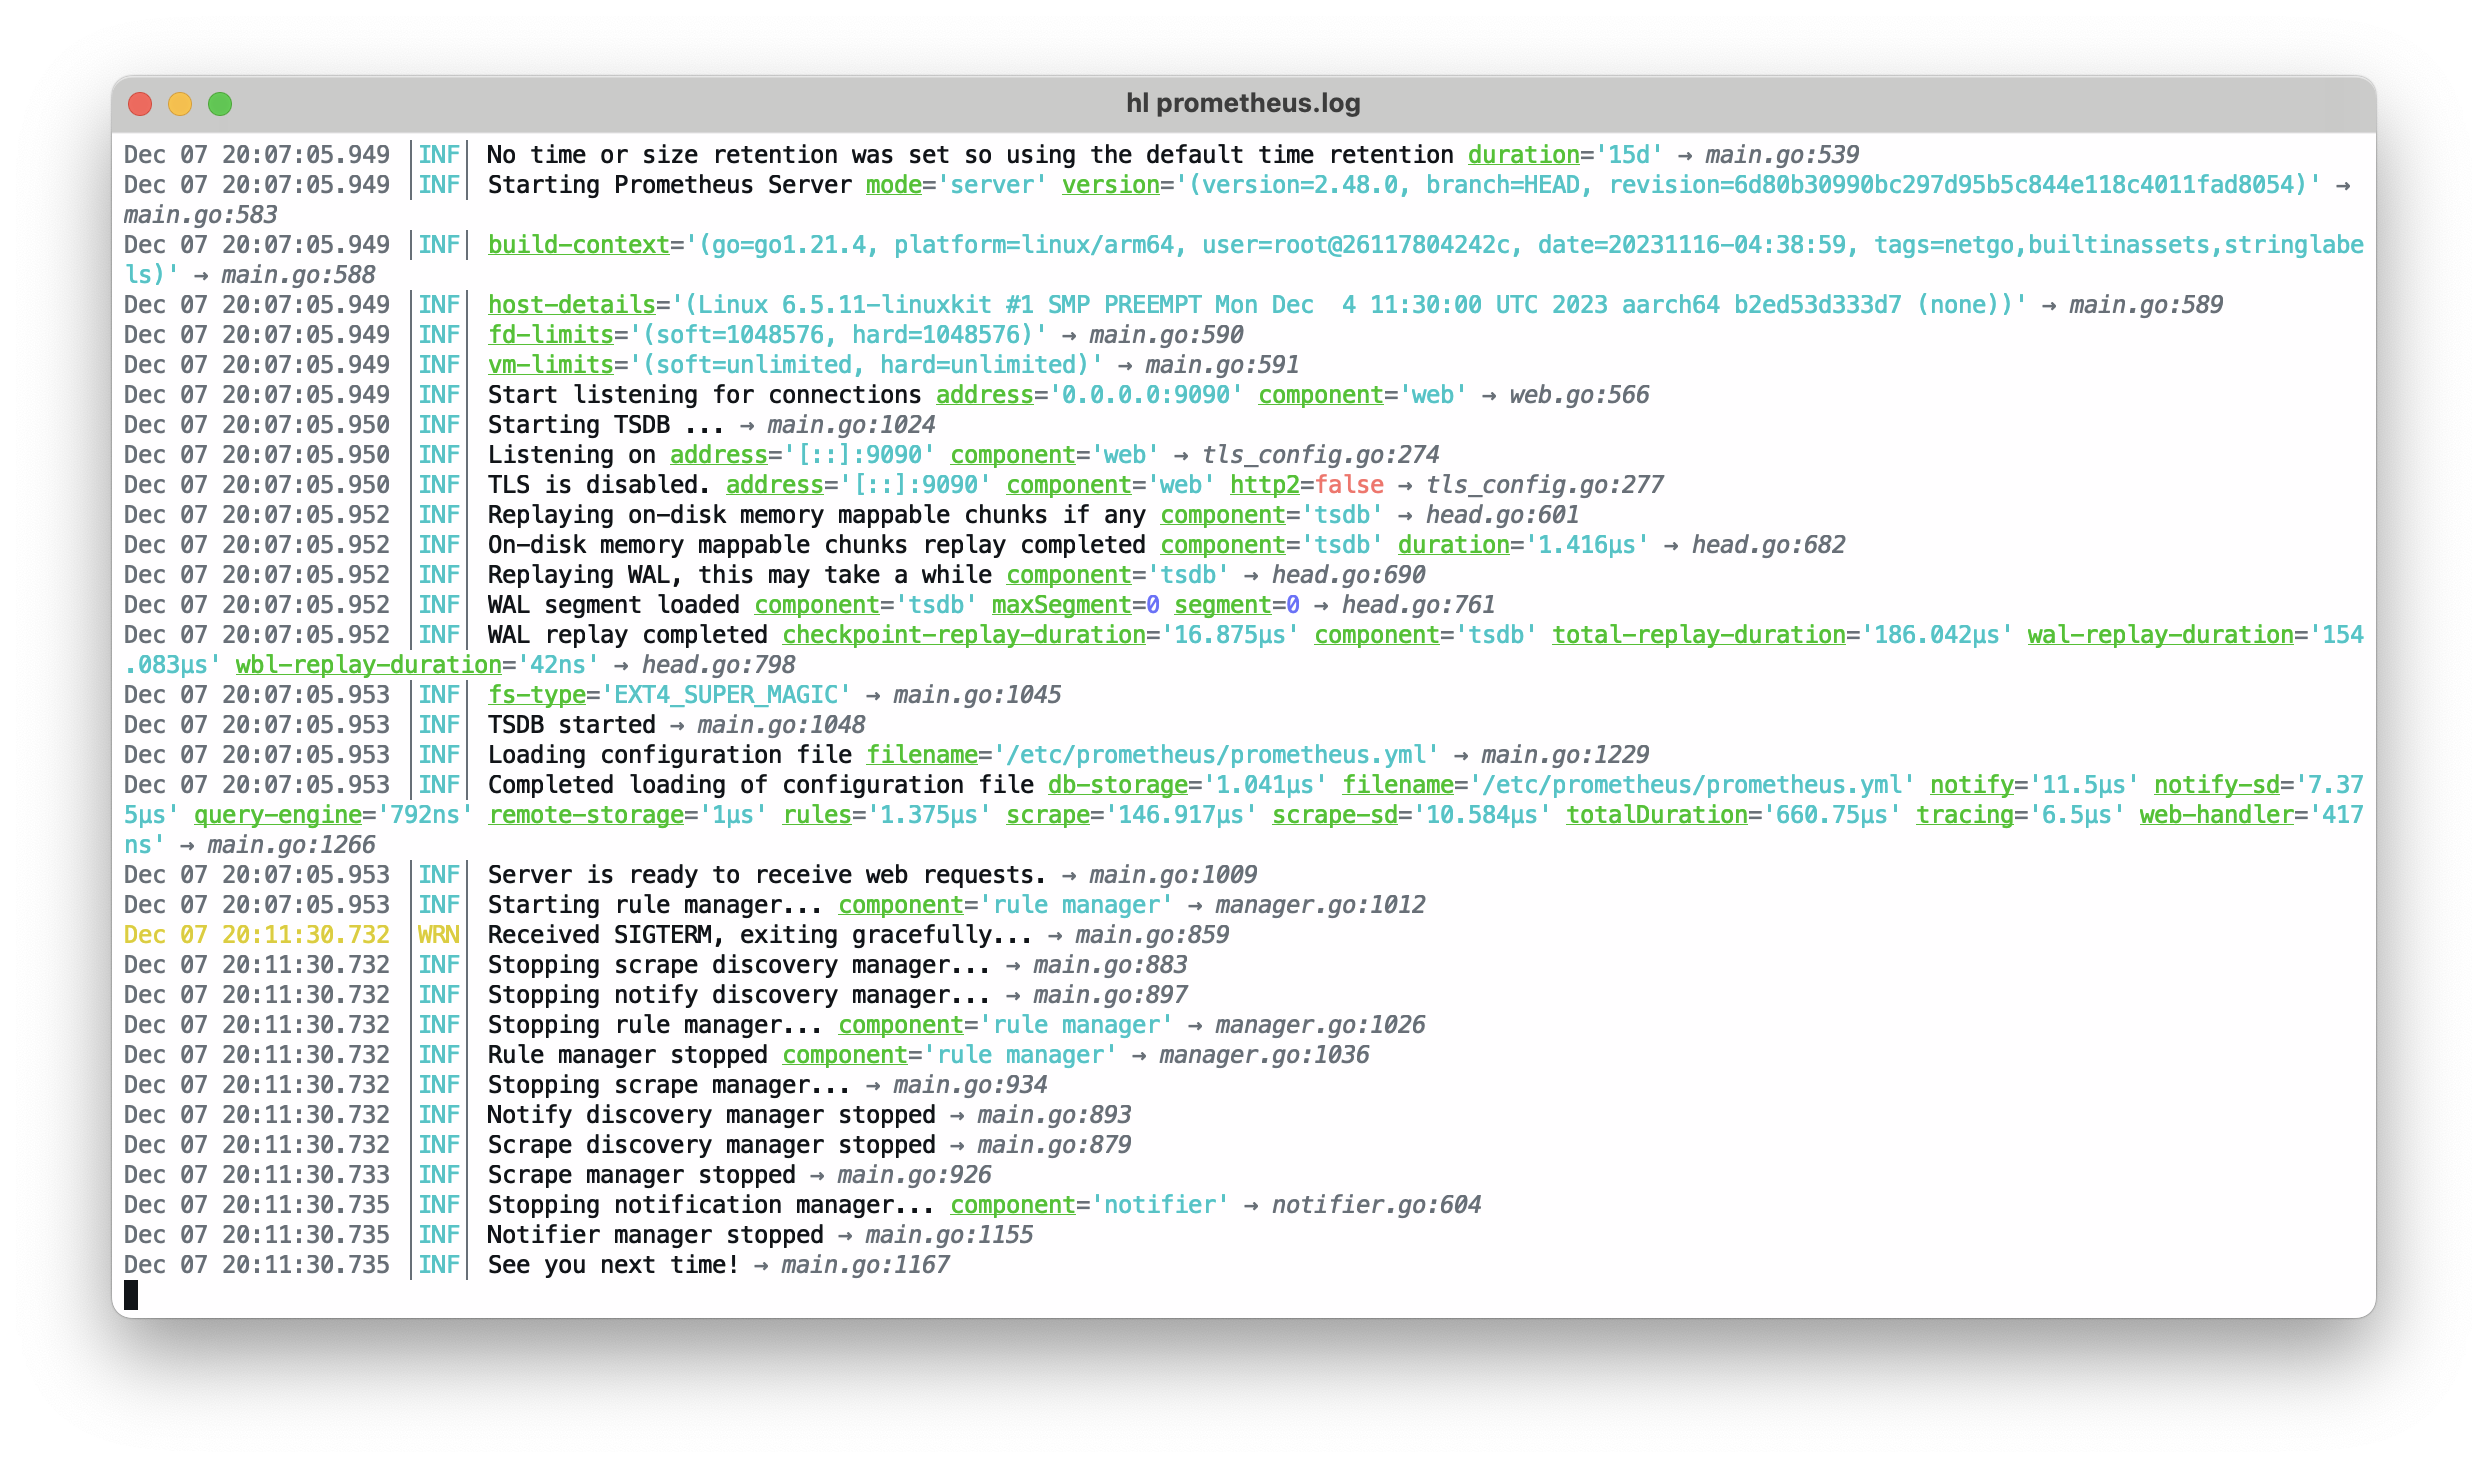 hl prometheus.log
Dec 07 20:07:05.949 |INF| No time or size retention was set so using the default time retention duration='15d' → main.go:539
Dec 07 20:07:05.949 |INF| Starting Prometheus Server mode='server' version='(version=2.48.0, branch=HEAD, revision=6d80b30990bc297d95b5c844e118c4011fad8054)' →
main.go:583
Dec 07 20:07:05.949 |INF| build-context='(go=go1.21.4, platform=linux/arm64, user=root@26117804242c, date=20231116-04:38:59, tags=netgo,builtinassets,stringlabe
ls)' → main.go:588
Dec 07 20:07:05.949 |INF| host-details='(Linux 6.5.11-linuxkit #1 SMP PREEMPT Mon Dec  4 11:30:00 UTC 2023 aarch64 b2ed53d333d7 (none))' → main.go:589
Dec 07 20:07:05.949 |INF| fd-limits='(soft=1048576, hard=1048576)' → main.go:590
Dec 07 20:07:05.949 |INF| vm-limits='(soft=unlimited, hard=unlimited)' → main.go:591
Dec 07 20:07:05.949 |INF| Start listening for connections address='0.0.0.0:9090' component='web' → web.go:566
Dec 07 20:07:05.950 |INF| Starting TSDB ... → main.go:1024
Dec 07 20:07:05.950 |INF| Listening on address='[::]:9090' component='web' → tls_config.go:274
Dec 07 20:07:05.950 |INF| TLS is disabled. address='[::]:9090' component='web' http2=false → tls_config.go:277
Dec 07 20:07:05.952 |INF| Replaying on-disk memory mappable chunks if any component='tsdb' → head.go:601
Dec 07 20:07:05.952 |INF| On-disk memory mappable chunks replay completed component='tsdb' duration='1.416µs' → head.go:682
Dec 07 20:07:05.952 |INF| Replaying WAL, this may take a while component='tsdb' → head.go:690
Dec 07 20:07:05.952 |INF| WAL segment loaded component='tsdb' maxSegment=0 segment=0 → head.go:761
Dec 07 20:07:05.952 |INF| WAL replay completed checkpoint-replay-duration='16.875µs' component='tsdb' total-replay-duration='186.042µs' wal-replay-duration='154
.083µs' wbl-replay-duration='42ns' → head.go:798
Dec 07 20:07:05.953 |INF| fs-type='EXT4_SUPER_MAGIC' → main.go:1045
Dec 07 20:07:05.953 |INF| TSDB started → main.go:1048
Dec 07 20:07:05.953 |INF| Loading configuration file filename='/etc/prometheus/prometheus.yml' → main.go:1229
Dec 07 20:07:05.953 |INF| Completed loading of configuration file db-storage='1.041µs' filename='/etc/prometheus/prometheus.yml' notify='11.5µs' notify-sd='7.37
5µs' query-engine='792ns' remote-storage='1µs' rules='1.375µs' scrape='146.917µs' scrape-sd='10.584µs' totalDuration='660.75µs' tracing='6.5µs' web-handler='417
ns' → main.go:1266
Dec 07 20:07:05.953 |INF| Server is ready to receive web requests. → main.go:1009
Dec 07 20:07:05.953 |INF| Starting rule manager... component='rule manager' → manager.go:1012
Dec 07 20:11:30.732 |WRN| Received SIGTERM, exiting gracefully... → main.go:859
Dec 07 20:11:30.732 |INF| Stopping scrape discovery manager... → main.go:883
Dec 07 20:11:30.732 |INF| Stopping notify discovery manager... → main.go:897
Dec 07 20:11:30.732 |INF| Stopping rule manager... component='rule manager' → manager.go:1026
Dec 07 20:11:30.732 |INF| Rule manager stopped component='rule manager' → manager.go:1036
Dec 07 20:11:30.732 |INF| Stopping scrape manager... → main.go:934
Dec 07 20:11:30.732 |INF| Notify discovery manager stopped → main.go:893
Dec 07 20:11:30.732 |INF| Scrape discovery manager stopped → main.go:879
Dec 07 20:11:30.733 |INF| Scrape manager stopped → main.go:926
Dec 07 20:11:30.735 |INF| Stopping notification manager... component='notifier' → notifier.go:604
Dec 07 20:11:30.735 |INF| Notifier manager stopped → main.go:1155
Dec 07 20:11:30.735 |INF| See you next time! → main.go:1167